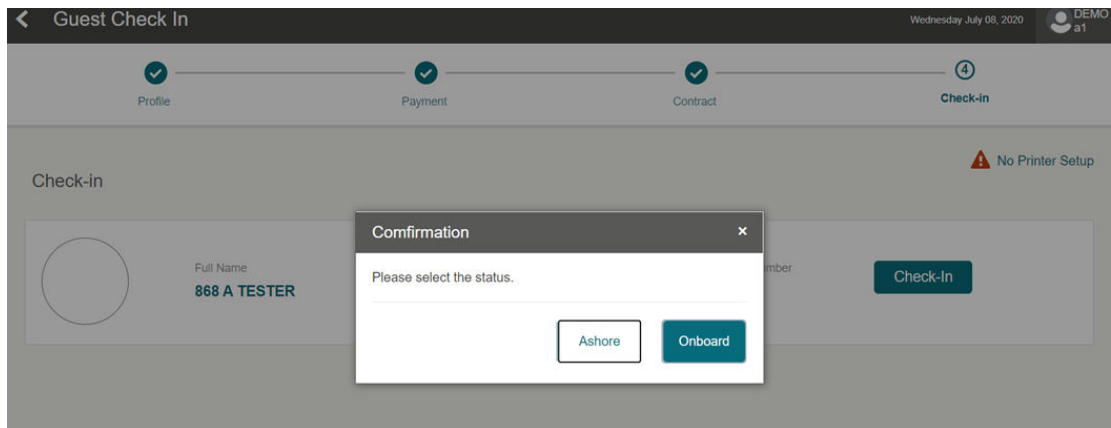 Guest Check In
Wednesday July 08, 2020
DEMO
a1
4
Profile
Payment
Contract
Check-in
No Printer Setup
Check-in
Comfirmation
×
Please select the status.
Full Name
868 A TESTER
Check-In
Ashore
Onboard